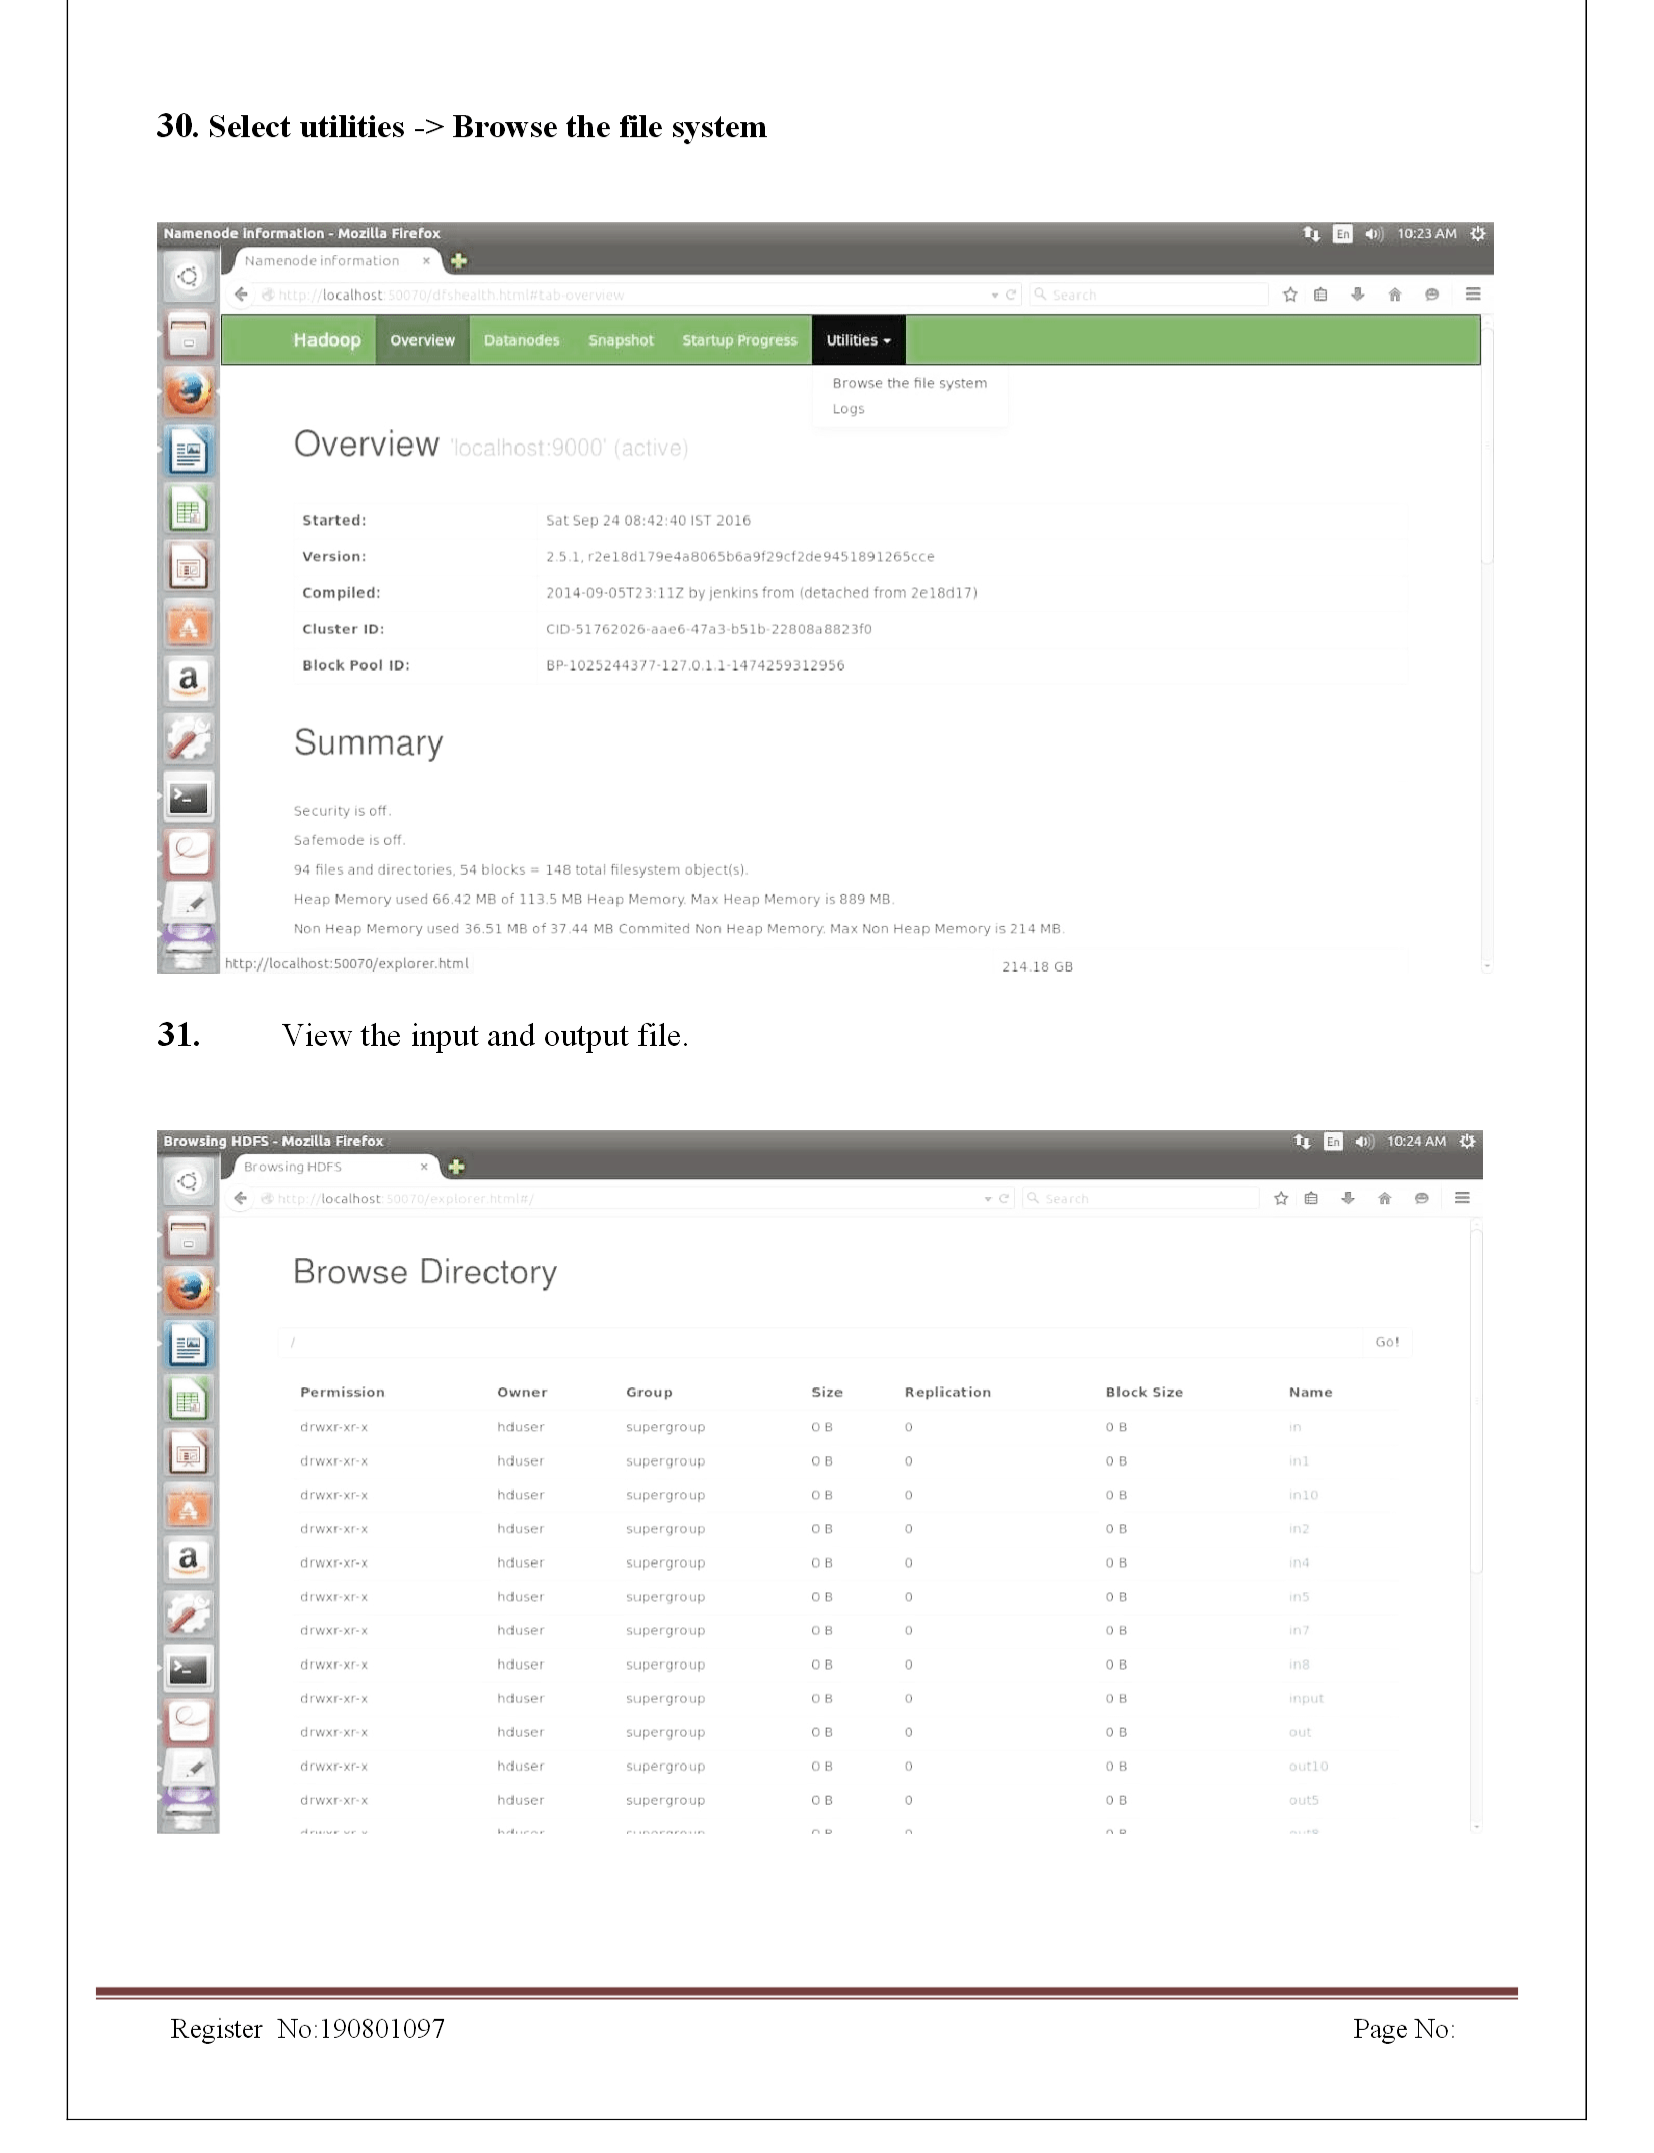 30. Select utilities -> Browse the file system
Namenode information - Mozilla Firefox
En 10:23 AM
Namenode information ×
http://localhost:50070/dfshealth.html#tab-overview Search
Hadoop Overview Datanodes Snapshot Startup Progress Utilities
Browse the file system
Logs
Overview 'localhost:9000' (active)
Started: Sat Sep 24 08:42:40 IST 2016
Version: 2.5.1, r2e18d179e4a8065b6a9f29cf2de9451891265cce
Compiled: 2014-09-05T23:11Z by jenkins from (detached from 2e18d17)
Cluster ID: CID-51762026-aae6-47a3-b51b-22808a8823f0
Block Pool ID: BP-1025244377-127.0.1.1-1474259312956
Summary
Security is off.
Safemode is off.
94 files and directories, 54 blocks = 148 total filesystem object(s).
Heap Memory used 66.42 MB of 113.5 MB Heap Memory. Max Heap Memory is 889 MB.
Non Heap Memory used 36.51 MB of 37.44 MB Commited Non Heap Memory. Max Non Heap Memory is 214 MB.
http://localhost:50070/explorer.html 214.18 GB
31. View the input and output file.
Browsing HDFS - Mozilla Firefox
En 10:24 AM
Browsing HDFS ×
http://localhost:50070/explorer.html#/ Search
Browse Directory
/ Go!
Permission Owner Group Size Replication Block Size Name
drwxr-xr-x hduser supergroup 0 B 0 0 B in
drwxr-xr-x hduser supergroup 0 B 0 0 B in1
drwxr-xr-x hduser supergroup 0 B 0 0 B in10
drwxr-xr-x hduser supergroup 0 B 0 0 B in2
drwxr-xr-x hduser supergroup 0 B 0 0 B in4
drwxr-xr-x hduser supergroup 0 B 0 0 B in5
drwxr-xr-x hduser supergroup 0 B 0 0 B in7
drwxr-xr-x hduser supergroup 0 B 0 0 B in8
drwxr-xr-x hduser supergroup 0 B 0 0 B input
drwxr-xr-x hduser supergroup 0 B 0 0 B out
drwxr-xr-x hduser supergroup 0 B 0 0 B out10
drwxr-xr-x hduser supergroup 0 B 0 0 B out5
Register No:190801097 Page No: